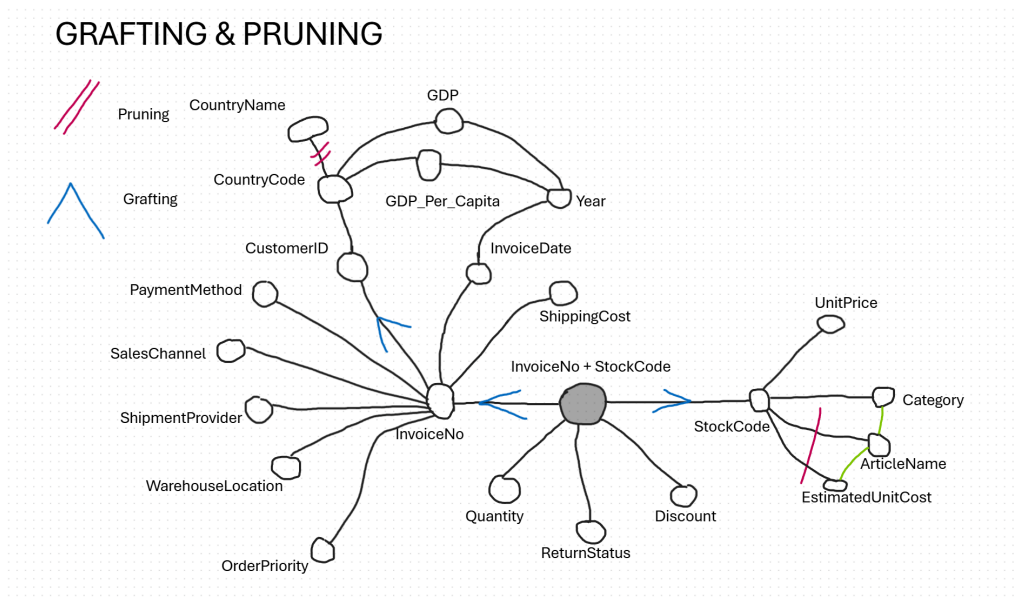 GRAFTING & PRUNING
Pruning
Grafting
CountryName
GDP
CountryCode
GDP_Per_Capita
Year
CustomerID
InvoiceDate
PaymentMethod
ShippingCost
UnitPrice
SalesChannel
InvoiceNo + StockCode
ShipmentProvider
InvoiceNo
StockCode
Category
ArticleName
WarehouseLocation
EstimatedUnitCost
Quantity
Discount
ReturnStatus
OrderPriority